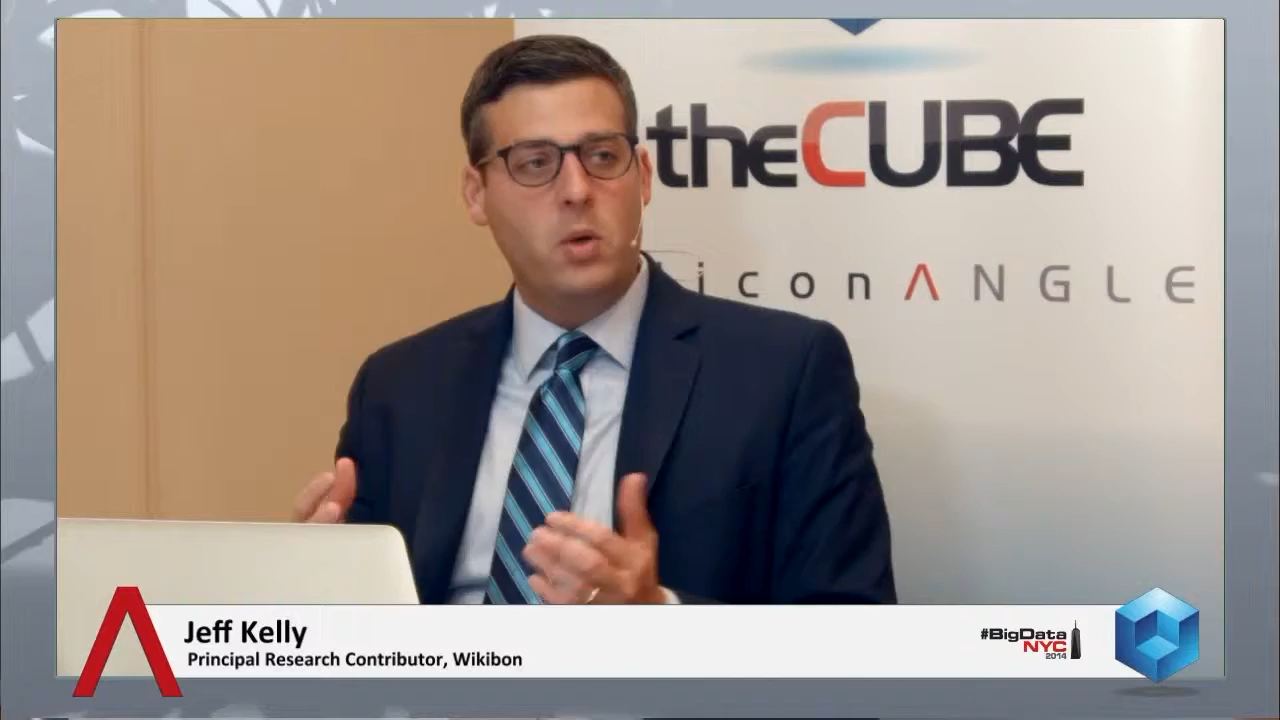 theCUBE
iconANGLE
Jeff Kelly
Principal Research Contributor, Wikibon
#BigData
NYC
2014